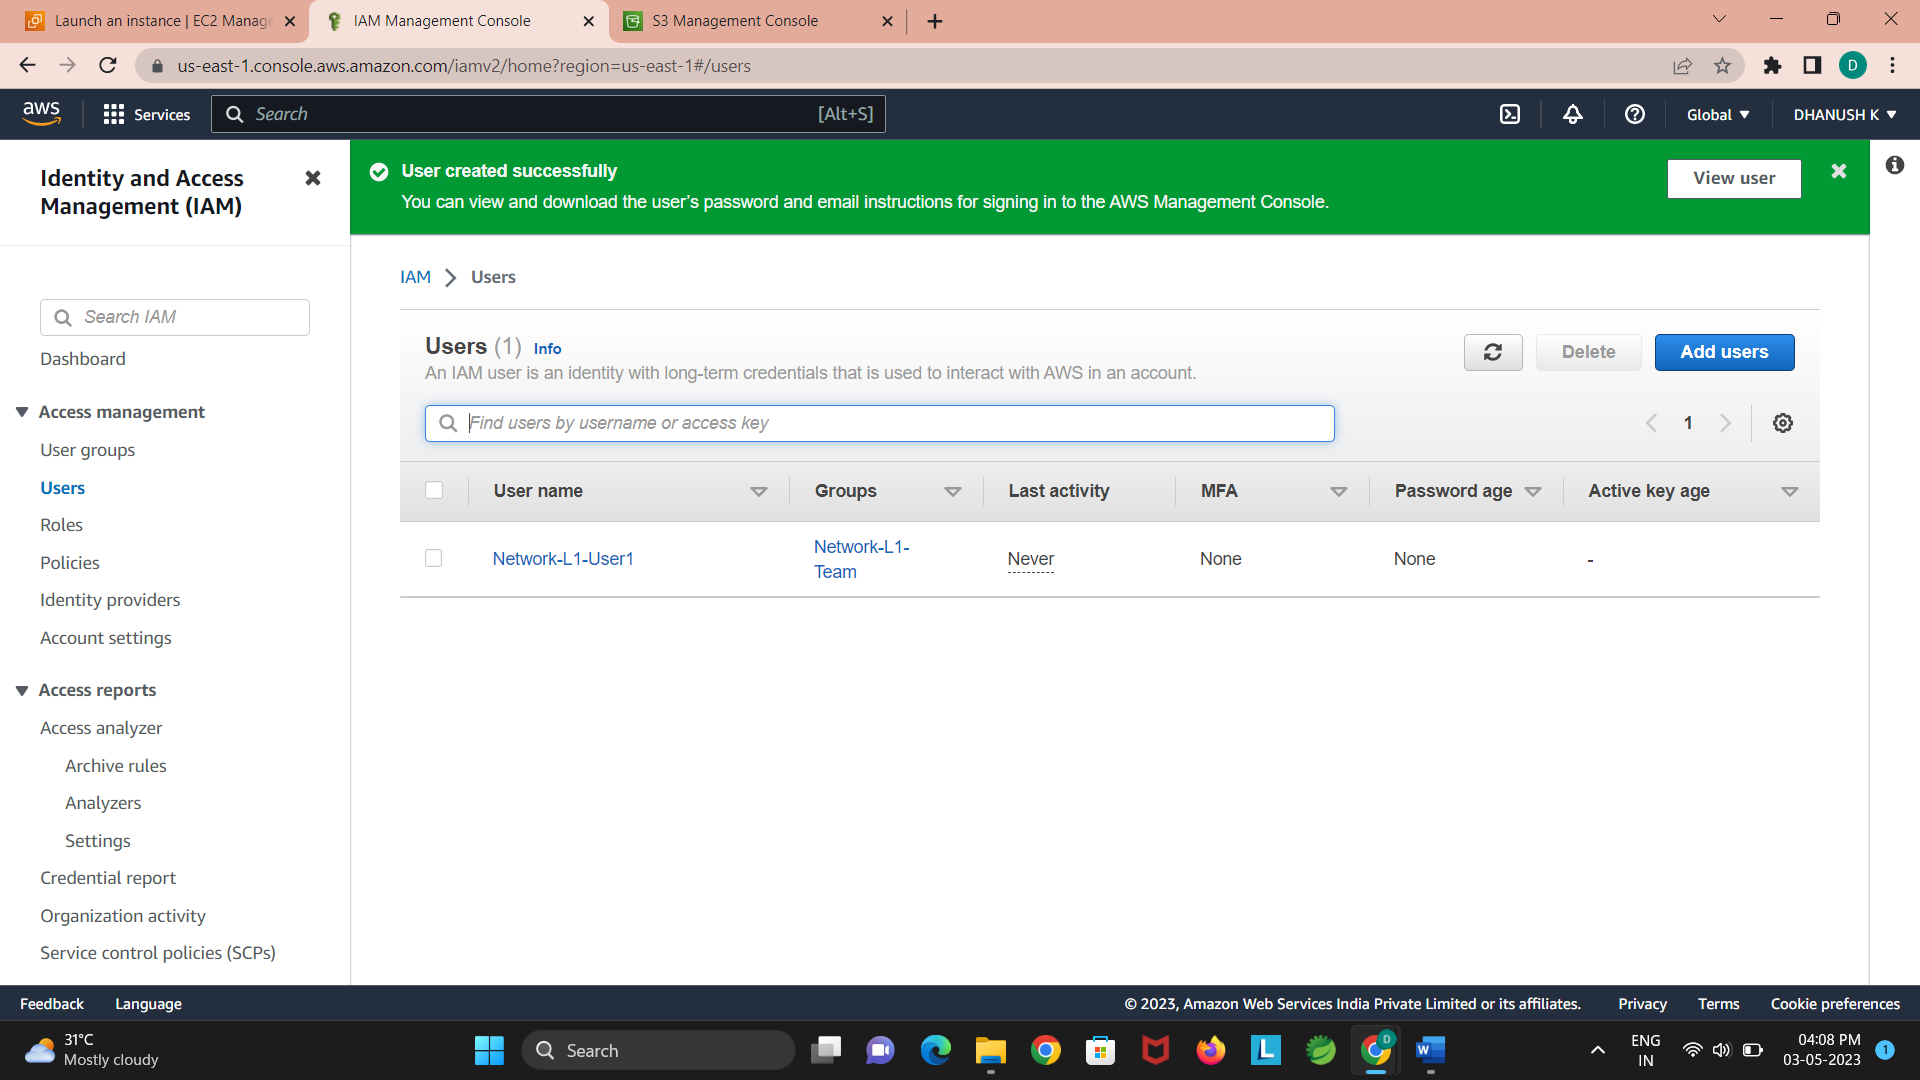 Launch an instance | EC2 Manage
IAM Management Console
S3 Management Console
us-east-1.console.aws.amazon.com/iamv2/home?region=us-east-1#/users
D
aws
Services
Search
[Alt+S]
Global
DHANUSH K
Identity and Access
Management (IAM)
Search IAM
Dashboard
Access management
User groups
Users
Roles
Policies
Identity providers
Account settings
Access reports
Access analyzer
Archive rules
Analyzers
Settings
Credential report
Organization activity
Service control policies (SCPs)
User created successfully
You can view and download the user's password and email instructions for signing in to the AWS Management Console.
View user
IAM
Users
Users (1) Info
An IAM user is an identity with long-term credentials that is used to interact with AWS in an account.
Delete
Add users
Find users by username or access key
1
User name
Groups
Last activity
MFA
Password age
Active key age
Network-L1-User1
Network-L1-
Team
Never
None
None
-
Feedback
Language
© 2023, Amazon Web Services India Private Limited or its affiliates.
Privacy
Terms
Cookie preferences
31°C
Mostly cloudy
Search
L
D
W
ENG
IN
04:08 PM
03-05-2023
1